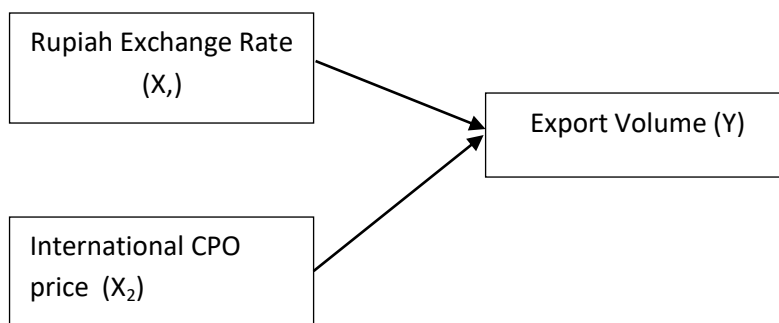 Rupiah Exchange Rate
(X,)
Export Volume (Y)
International CPO
price (X₂)